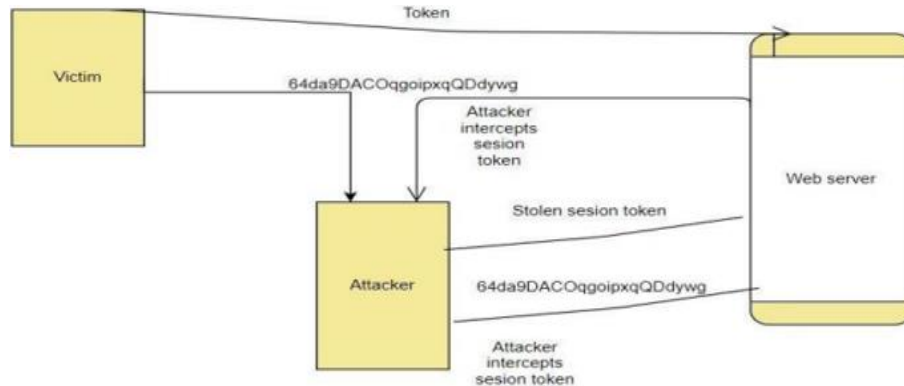 Token
Victim
64da9DACOqgoipxqQDdywg
Attacker
intercepts
sesion
token
Web server
Stolen sesion token
Attacker
64da9DACOqgoipxqQDdywg
Attacker
intercepts
sesion token